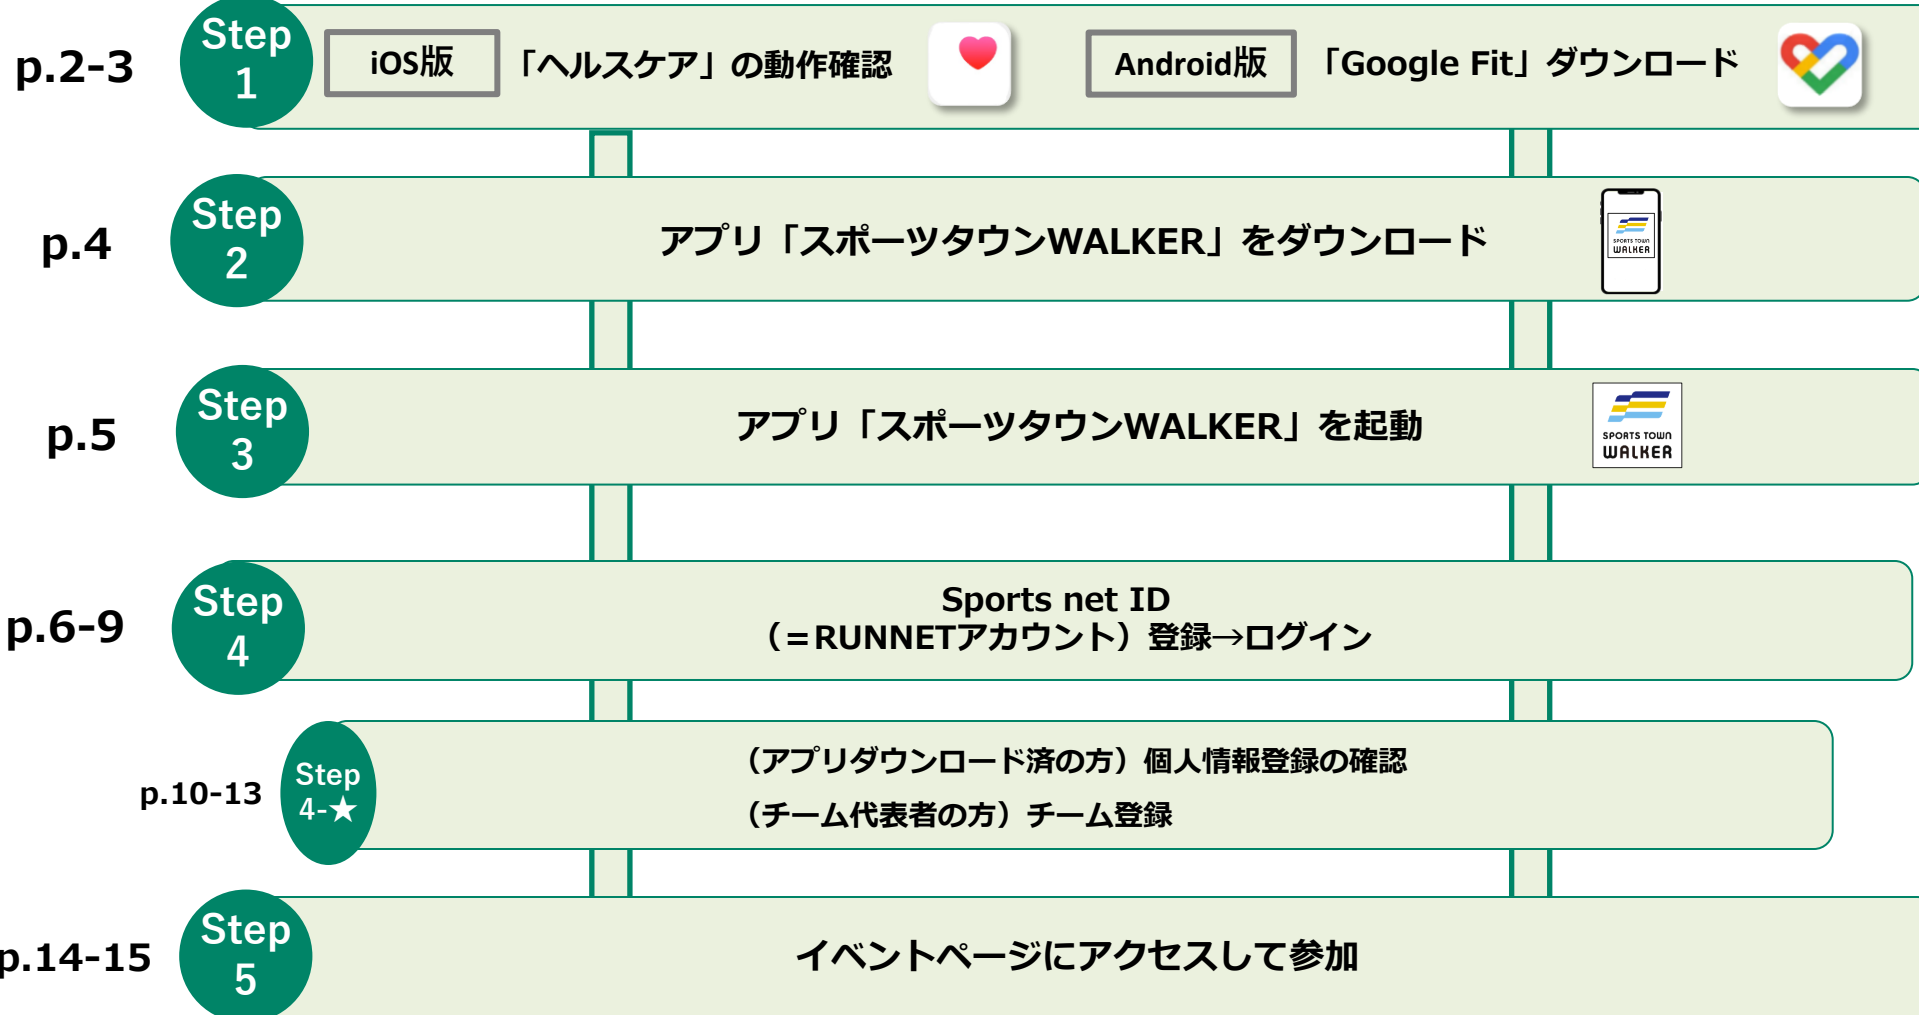 p.2-3
Step
1
iOS版
「ヘルスケア」の動作確認
Android版
「Google Fit」ダウンロード
p.4
Step
2
アプリ「スポーツタウンWALKER」をダウンロード
SPORTS TOWN
WALKER
p.5
Step
3
アプリ「スポーツタウンWALKER」を起動
SPORTS TOWN
WALKER
p.6-9
Step
4
Sports net ID
（=RUNNETアカウント）登録→ログイン
p.10-13
Step
4-★
（アプリダウンロード済の方）個人情報登録の確認
（チーム代表者の方）チーム登録
p.14-15
Step
5
イベントページにアクセスして参加